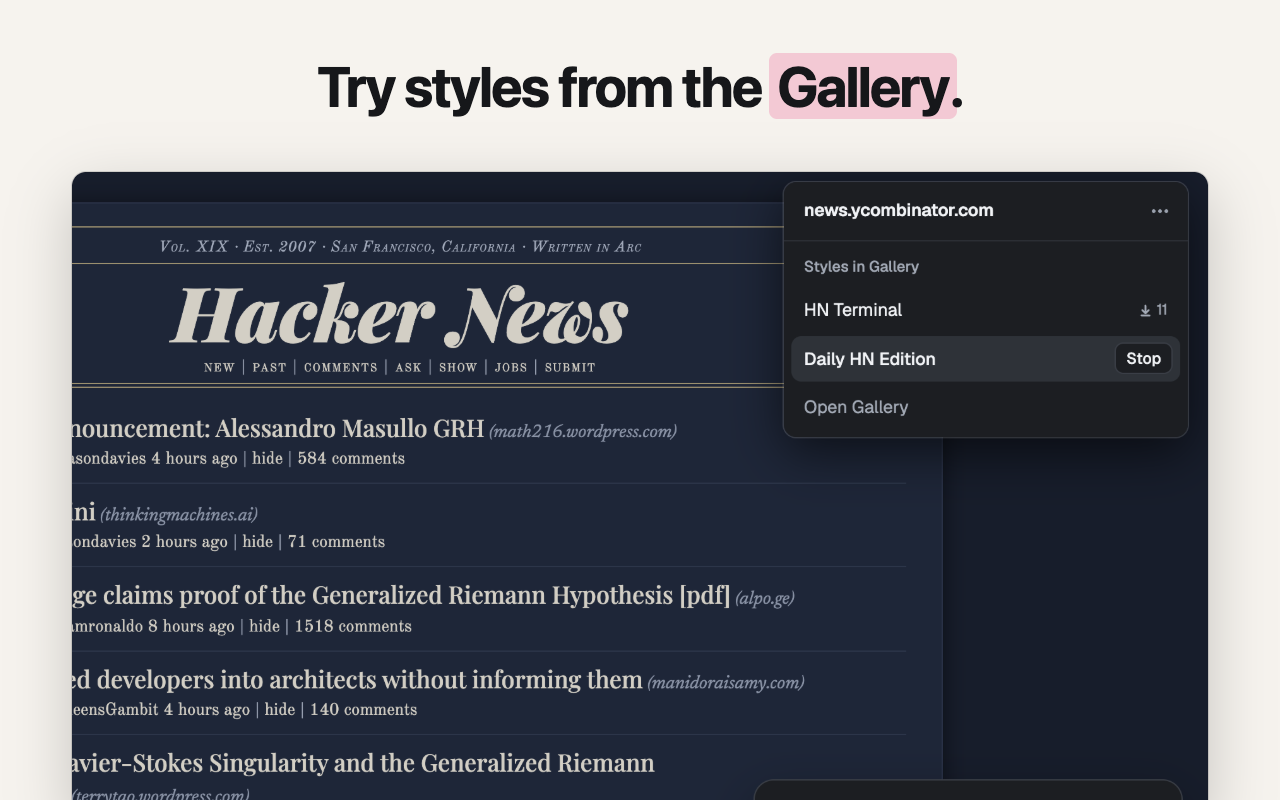 Try styles from the Gallery.
Vol. XIX · Est. 2007 · San Francisco, California · Written in Arc
Hacker News
NEW | PAST | COMMENTS | ASK | SHOW | JOBS | SUBMIT
nouncement: Alessandro Masullo GRH (math216.wordpress.com)
asondavies 4 hours ago | hide | 584 comments
(thinkingmachines.ai)
ondavies 2 hours ago | hide | 71 comments
ge claims proof of the Generalized Riemann Hypothesis [pdf] (alpo.ge)
amronaldo 8 hours ago | hide | 1518 comments
ed developers into architects without informing them (manidoraisamy.com)
eensGambit 4 hours ago | hide | 140 comments
avier-Stokes Singularity and the Generalized Riemann
(terrytao.wordpress.com)
news.ycombinator.com
Styles in Gallery
HN Terminal 11
Daily HN Edition Stop
Open Gallery